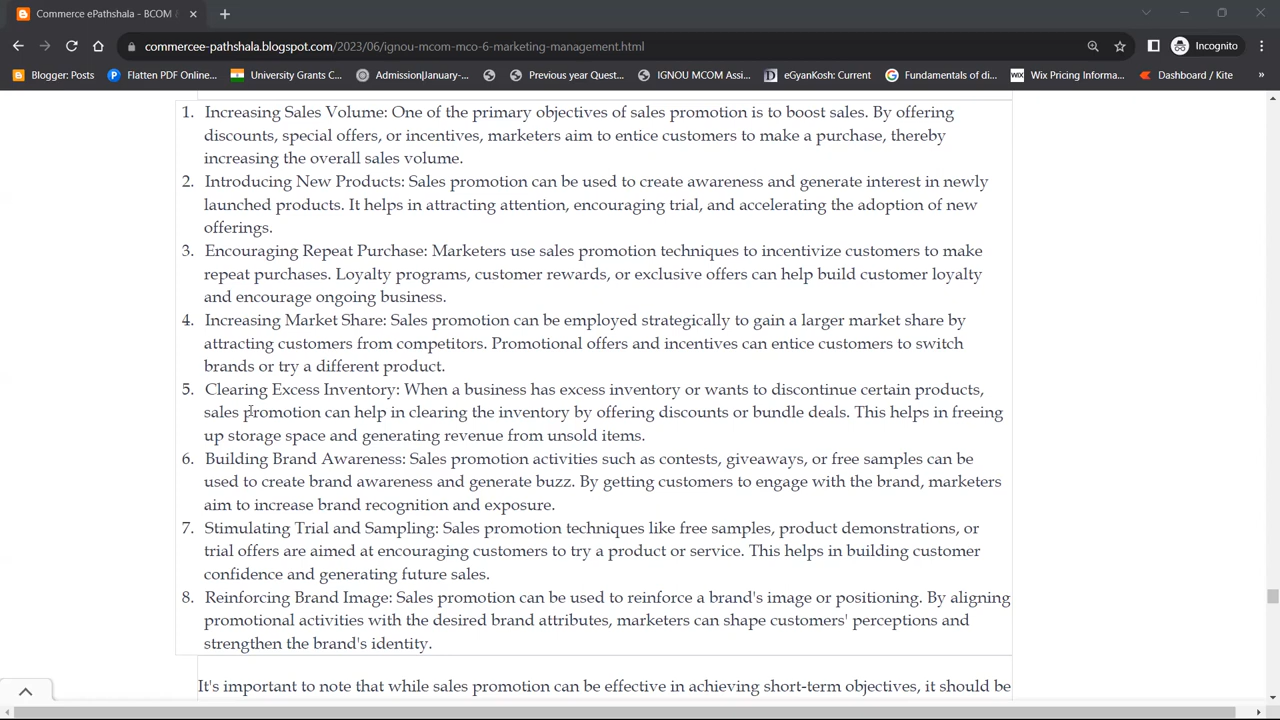 Commerce ePathshala - BCOM &
commercee-pathshala.blogspot.com/2023/06/ignou-mcom-mco-6-marketing-management.html
Incognito
Blogger: Posts
Flatten PDF Online...
University Grants C...
Admission|January-...
Previous year Quest...
IGNOU MCOM Assi...
eGyanKosh: Current
Fundamentals of di...
Wix Pricing Informa...
Dashboard / Kite
»
1. Increasing Sales Volume: One of the primary objectives of sales promotion is to boost sales. By offering
discounts, special offers, or incentives, marketers aim to entice customers to make a purchase, thereby
increasing the overall sales volume.
2. Introducing New Products: Sales promotion can be used to create awareness and generate interest in newly
launched products. It helps in attracting attention, encouraging trial, and accelerating the adoption of new
offerings.
3. Encouraging Repeat Purchase: Marketers use sales promotion techniques to incentivize customers to make
repeat purchases. Loyalty programs, customer rewards, or exclusive offers can help build customer loyalty
and encourage ongoing business.
4. Increasing Market Share: Sales promotion can be employed strategically to gain a larger market share by
attracting customers from competitors. Promotional offers and incentives can entice customers to switch
brands or try a different product.
5. Clearing Excess Inventory: When a business has excess inventory or wants to discontinue certain products,
sales promotion can help in clearing the inventory by offering discounts or bundle deals. This helps in freeing
up storage space and generating revenue from unsold items.
6. Building Brand Awareness: Sales promotion activities such as contests, giveaways, or free samples can be
used to create brand awareness and generate buzz. By getting customers to engage with the brand, marketers
aim to increase brand recognition and exposure.
7. Stimulating Trial and Sampling: Sales promotion techniques like free samples, product demonstrations, or
trial offers are aimed at encouraging customers to try a product or service. This helps in building customer
confidence and generating future sales.
8. Reinforcing Brand Image: Sales promotion can be used to reinforce a brand's image or positioning. By aligning
promotional activities with the desired brand attributes, marketers can shape customers' perceptions and
strengthen the brand's identity.
It's important to note that while sales promotion can be effective in achieving short-term objectives, it should be